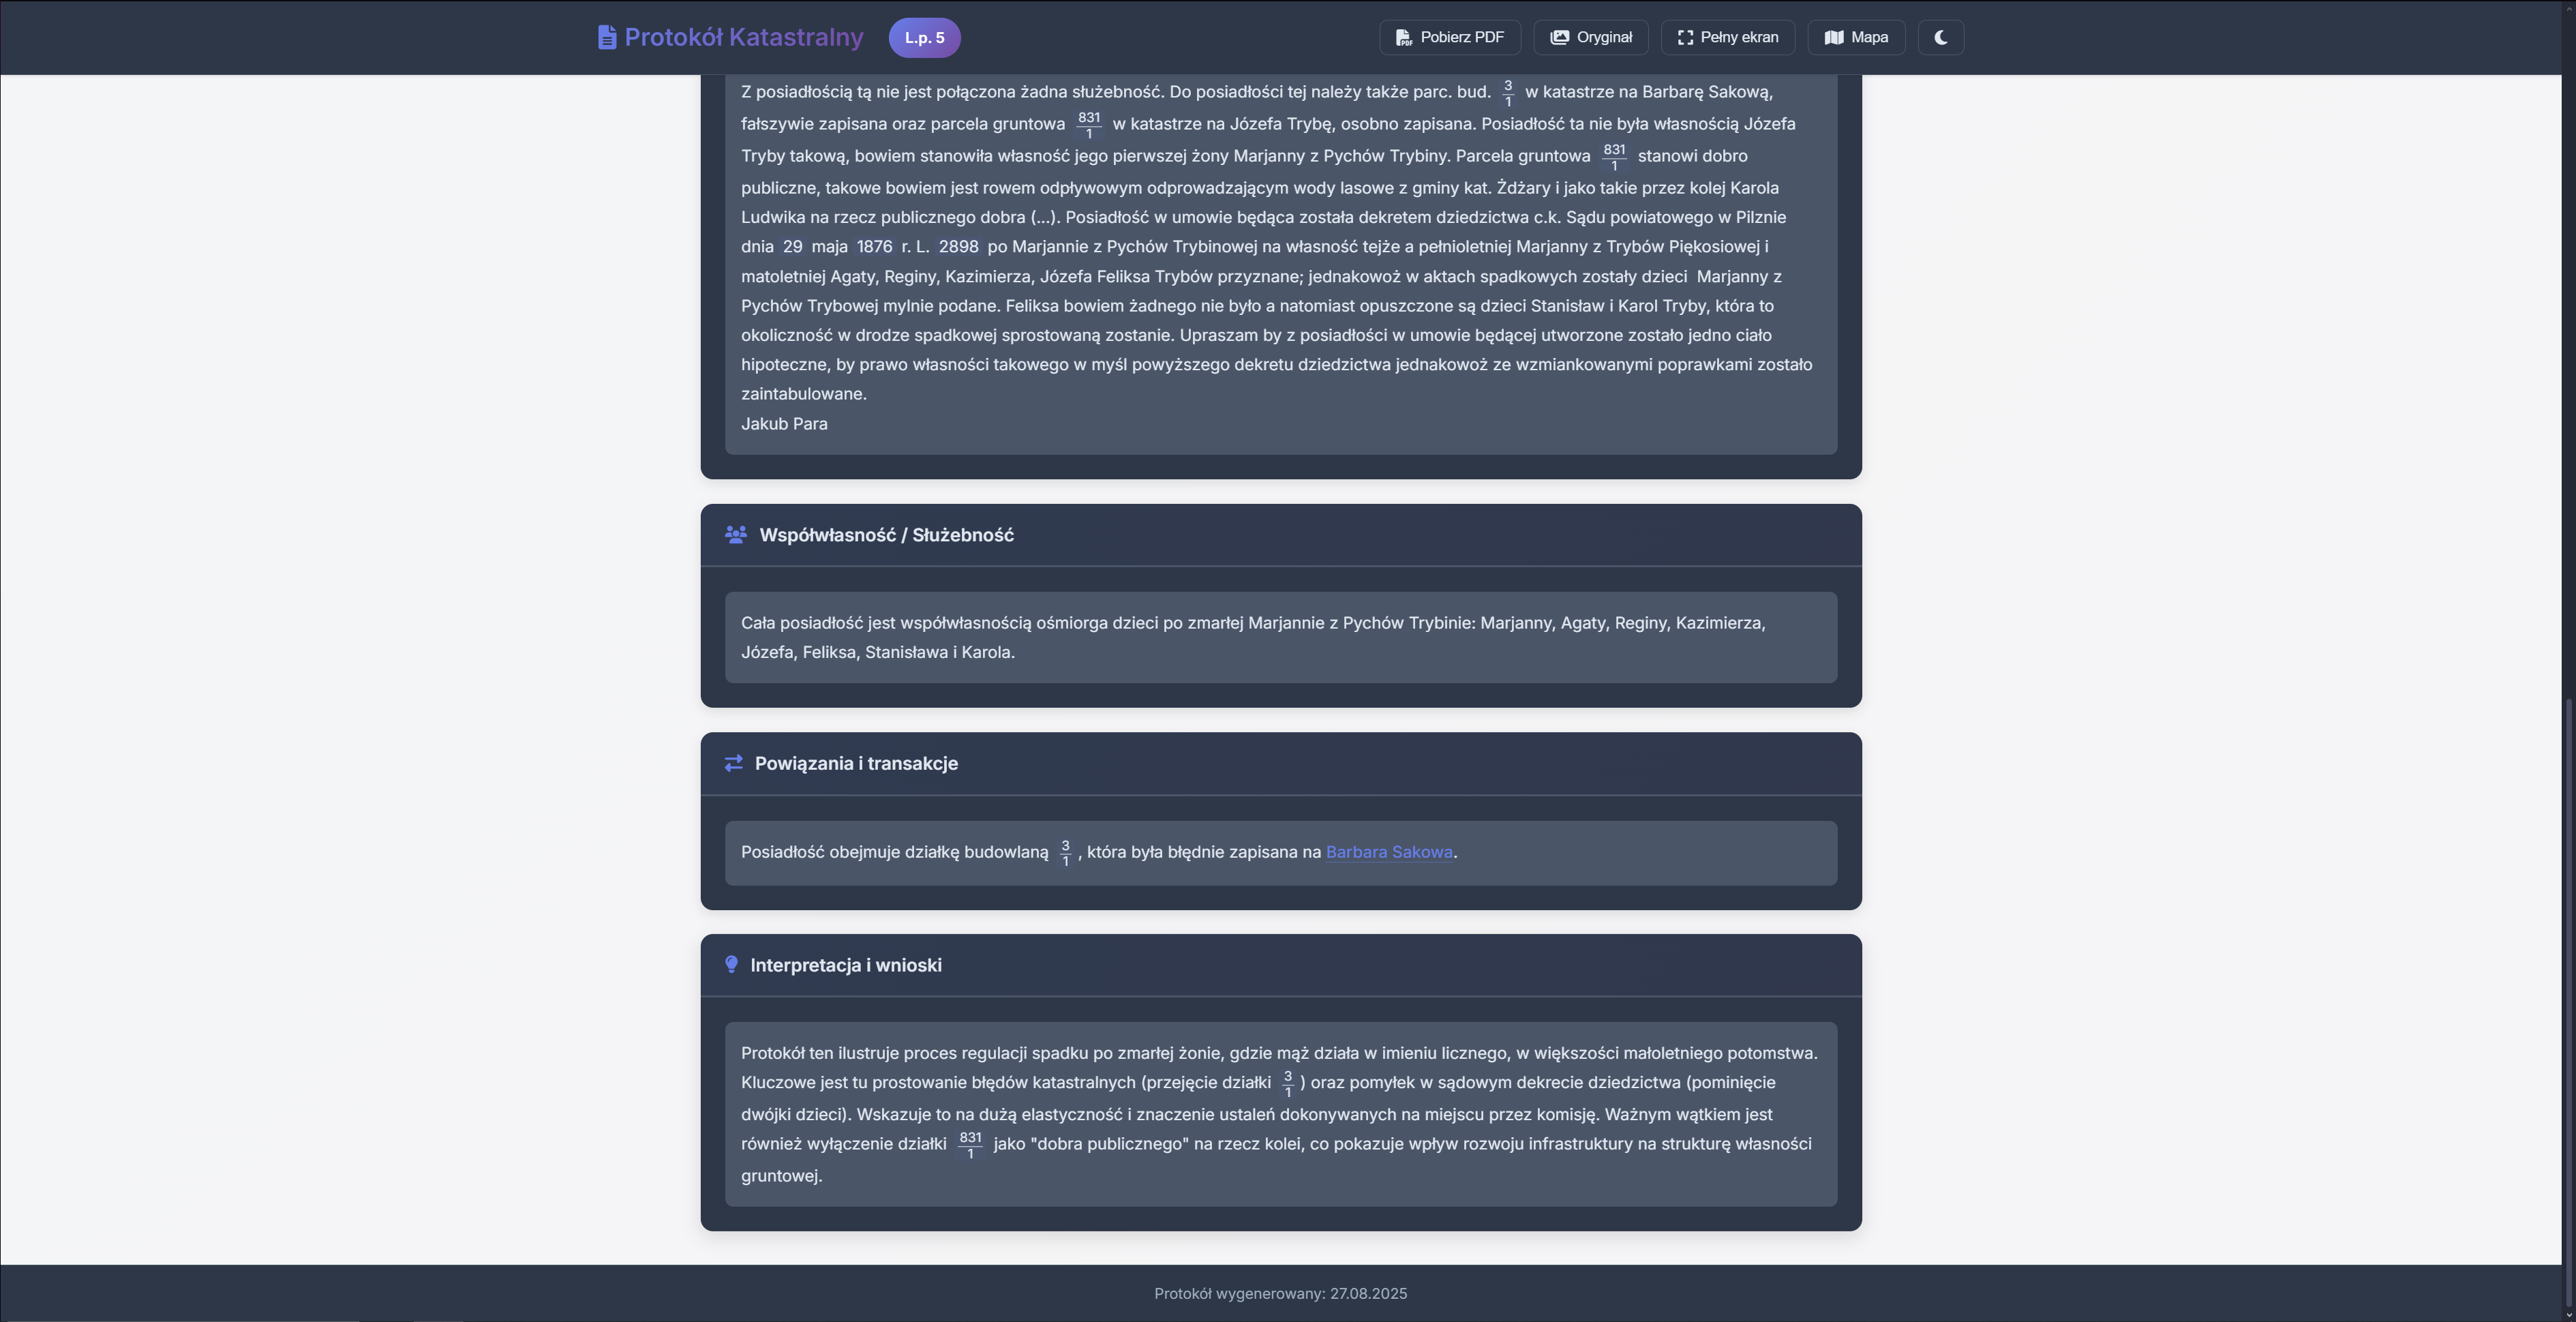 Protokół Katastralny
L.p. 5
Pobierz PDF
Oryginał
Pełny ekran
Mapa
Z posiadłością tą nie jest połączona żadna służebność. Do posiadłości tej należy także parc. bud. 3/1 w katastrze na Barbarę Sakową,
fałszywie zapisana oraz parcela gruntowa 831/1 w katastrze na Józefa Trybę, osobno zapisana. Posiadłość ta nie była własnością Józefa
Tryby takową, bowiem stanowiła własność jego pierwszej żony Marjanny z Pychów Trybiny. Parcela gruntowa 831/1 stanowi dobro
publiczne, takowe bowiem jest rowem odpływowym odprowadzającym wody lasowe z gminy kat. Żdżary i jako takie przez kolej Karola
Ludwika na rzecz publicznego dobra (...). Posiadłość w umowie będąca została dekretem dziedzictwa c.k. Sądu powiatowego w Pilznie
dnia 29 maja 1876 r. L. 2898 po Marjannie z Pychów Trybinowej na własność tejże a pełnioletniej Marjanny z Trybów Piękosiowej i
matoletniej Agaty, Reginy, Kazimierza, Józefa Feliksa Trybów przyznane; jednakowoż w aktach spadkowych zostały dzieci Marjanny z
Pychów Trybowej mylnie podane. Feliksa bowiem żadnego nie było a natomiast opuszczone są dzieci Stanisław i Karol Tryby, która to
okoliczność w drodze spadkowej sprostowaną zostanie. Upraszam by z posiadłości w umowie będącej utworzone zostało jedno ciało
hipoteczne, by prawo własności takowego w myśl powyższego dekretu dziedzictwa jednakowoż ze wzmiankowanymi poprawkami zostało
zaintabulowane.
Jakub Para
Współwłasność / Służebność
Cała posiadłość jest współwłasnością ośmiorga dzieci po zmarłej Marjannie z Pychów Trybinie: Marjanny, Agaty, Reginy, Kazimierza,
Józefa, Feliksa, Stanisława i Karola.
Powiązania i transakcje
Posiadłość obejmuje działkę budowlaną 3/1, która była błędnie zapisana na Barbara Sakowa.
Interpretacja i wnioski
Protokół ten ilustruje proces regulacji spadku po zmarłej żonie, gdzie mąż działa w imieniu licznego, w większości małoletniego potomstwa.
Kluczowe jest tu prostowanie błędów katastralnych (przejęcie działki 3/1) oraz pomyłek w sądowym dekrecie dziedzictwa (pominięcie
dwójki dzieci). Wskazuje to na dużą elastyczność i znaczenie ustaleń dokonywanych na miejscu przez komisję. Ważnym wątkiem jest
również wyłączenie działki 831/1 jako "dobra publicznego" na rzecz kolei, co pokazuje wpływ rozwoju infrastruktury na strukturę własności
gruntowej.
Protokół wygenerowany: 27.08.2025